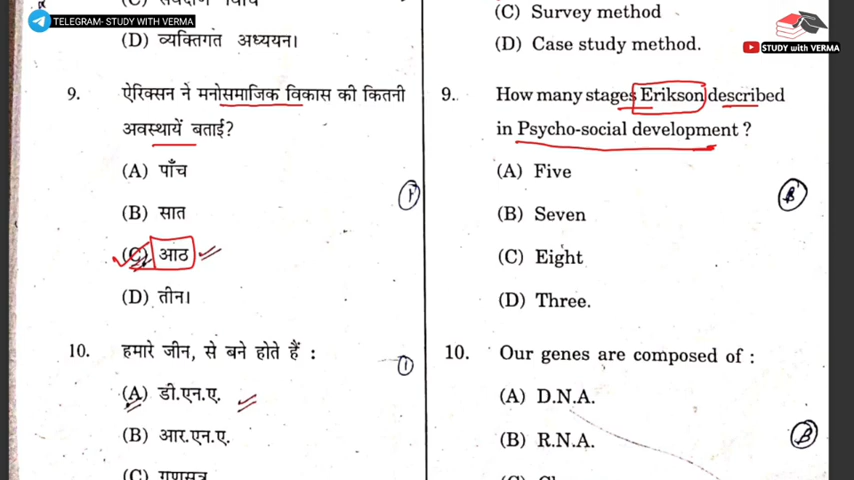 TELEGRAM- STUDY WITH VERMA
(D) व्यक्तिगत अध्ययन।
9. ऐरिक्सन ने मनोसमाजिक विकास की कितनी
अवस्थायें बताई?
(A) पाँच
(B) सात
(C) आठ
(D) तीन।
10. हमारे जीन, से बने होते हैं :
(A) डी.एन.ए.
(B) आर.एन.ए.
(C) Survey method
(D) Case study method.
STUDY with VERMA
9. How many stages Erikson described
in Psycho-social development ?
(A) Five
(B) Seven
(C) Eight
(D) Three.
10. Our genes are composed of :
(A) D.N.A.
(B) R.N.A.